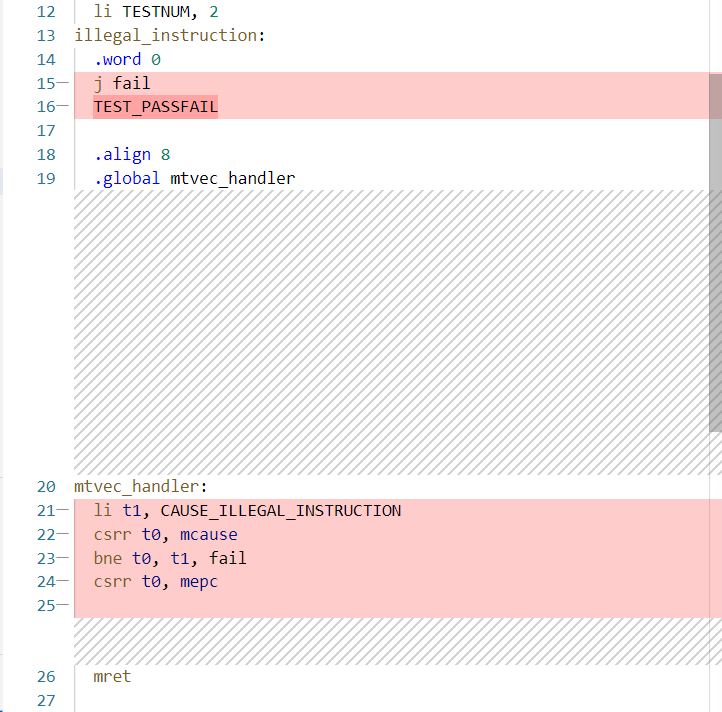 12 li TESTNUM, 2
13 illegal_instruction:
14 .word 0
15— j fail
16— TEST_PASSFAIL
17
18 .align 8
19 .global mtvec_handler
20 mtvec_handler:
21— li t1, CAUSE_ILLEGAL_INSTRUCTION
22— csrr t0, mcause
23— bne t0, t1, fail
24— csrr t0, mepc
25—
26 mret
27